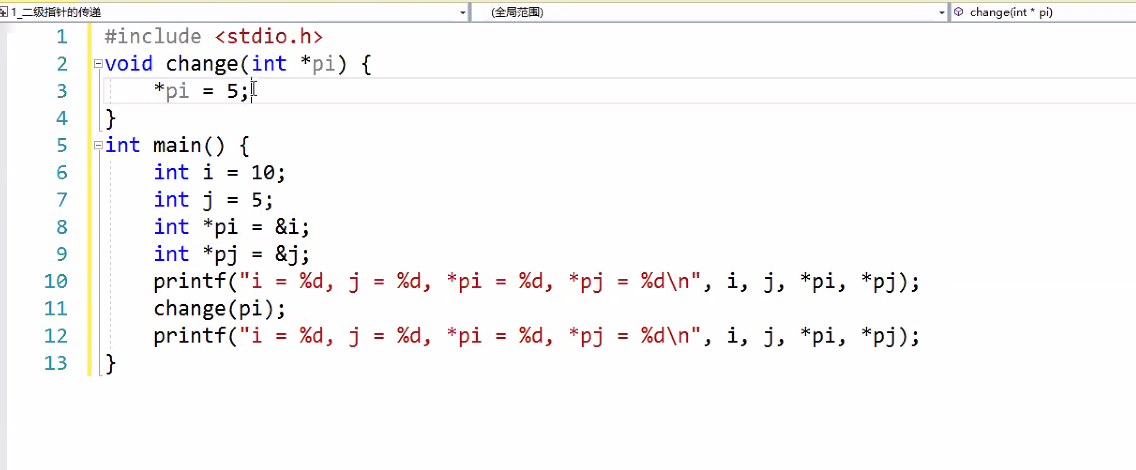 1_二级指针的传递 (全局范围) change(int * pi)
1 #include <stdio.h>
2 void change(int *pi) {
3     *pi = 5;
4 }
5 int main() {
6     int i = 10;
7     int j = 5;
8     int *pi = &i;
9     int *pj = &j;
10     printf("i = %d, j = %d, *pi = %d, *pj = %d\n", i, j, *pi, *pj);
11     change(pi);
12     printf("i = %d, j = %d, *pi = %d, *pj = %d\n", i, j, *pi, *pj);
13 }